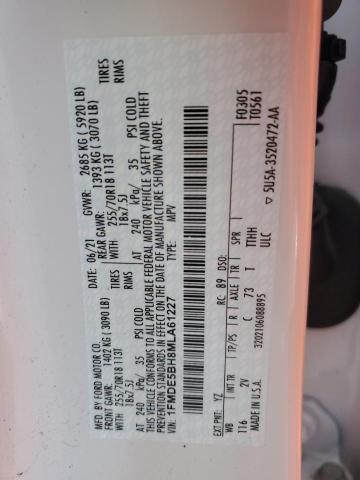 MFD. BY FORD MOTOR CO.
DATE: 06/21 GVWR: 2685 KG ( 5920 LB)
FRONT GAWR: 1402 KG ( 3090 LB) REAR GAWR: 1393 KG ( 3070 LB)
WITH 255/70R18 113T TIRES WITH 255/70R18 113T TIRES
18x7.5J RIMS 18x7.5J RIMS
AT 240 kPa/ 35 PSI COLD AT 240 kPa/ 35 PSI COLD
THIS VEHICLE CONFORMS TO ALL APPLICABLE FEDERAL MOTOR VEHICLE SAFETY AND THEFT
PREVENTION STANDARDS IN EFFECT ON THE DATE OF MANUFACTURE SHOWN ABOVE.
VIN: 1FMDE5BH8MLA61227
TYPE: MPV
F0305
T0561
EXT PNT: YZ RC: 89 DSO:
WB INT TR TP/PS R AXLE TR SPR
116 2V C 73 T TTHH
ULC
MADE IN U.S.A. 3202106088895
▽ 5U5A-3520472-AA